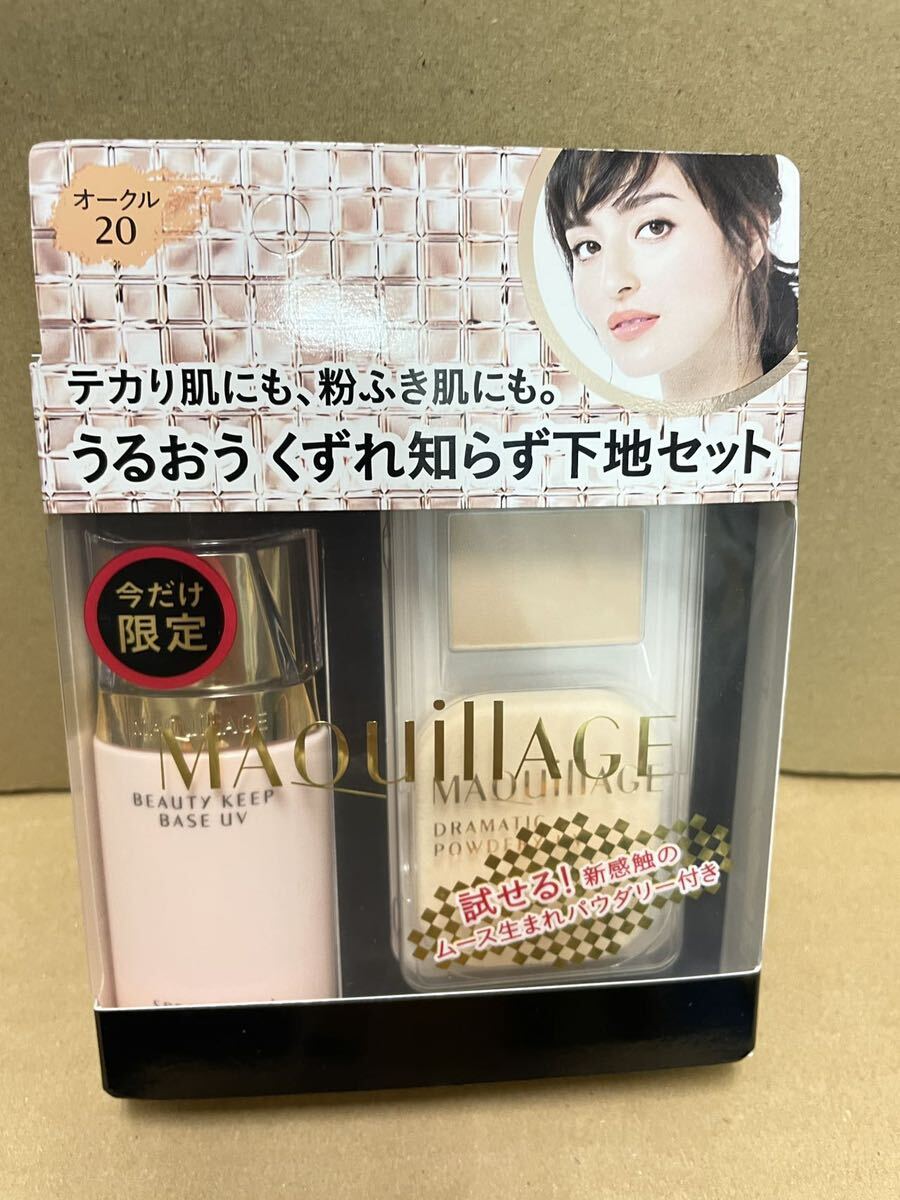 オークル
20
テカり肌にも、粉ふき肌にも。
うるおう くずれ知らず下地セット
今だけ
限定
MAQuillAGE
MAQuillAGE
BEAUTY KEEP
BASE UV
MAQuillAGE
DRAMATIC
POWDERY UV
試せる! 新感触の
ムース生まれパウダリー付き